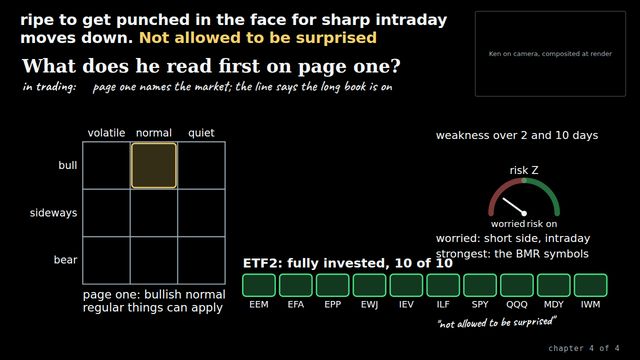 ripe to get punched in the face for sharp intraday
moves down. Not allowed to be surprised
Ken on camera, composited at render
What does he read first on page one?
in trading: page one names the market; the line says the long book is on
volatile normal quiet
bull
sideways
bear
page one: bullish normal
regular things can apply
weakness over 2 and 10 days
risk Z
worried risk on
worried: short side, intraday
strongest: the BMR symbols
ETF2: fully invested, 10 of 10
EEM EFA EPP EWJ IEV ILF SPY QQQ MDY IWM
"not allowed to be surprised"
chapter 4 of 4